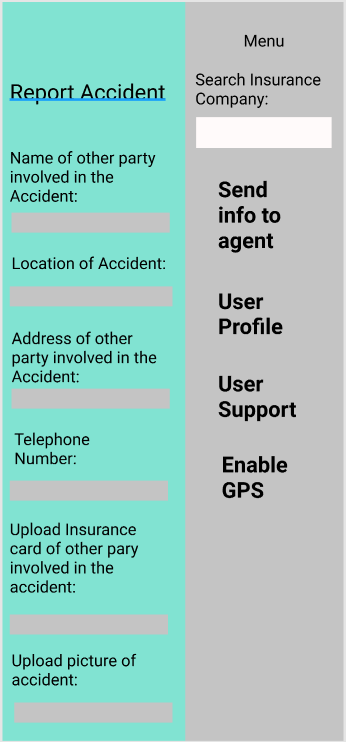 Report Accident
Name of other party
involved in the
Accident:
Location of Accident:
Address of other
party involved in the
Accident:
Telephone
Number:
Upload Insurance
card of other pary
involved in the
accident:
Upload picture of
accident:
Menu
Search Insurance
Company:
Send
info to
agent
User
Profile
User
Support
Enable
GPS